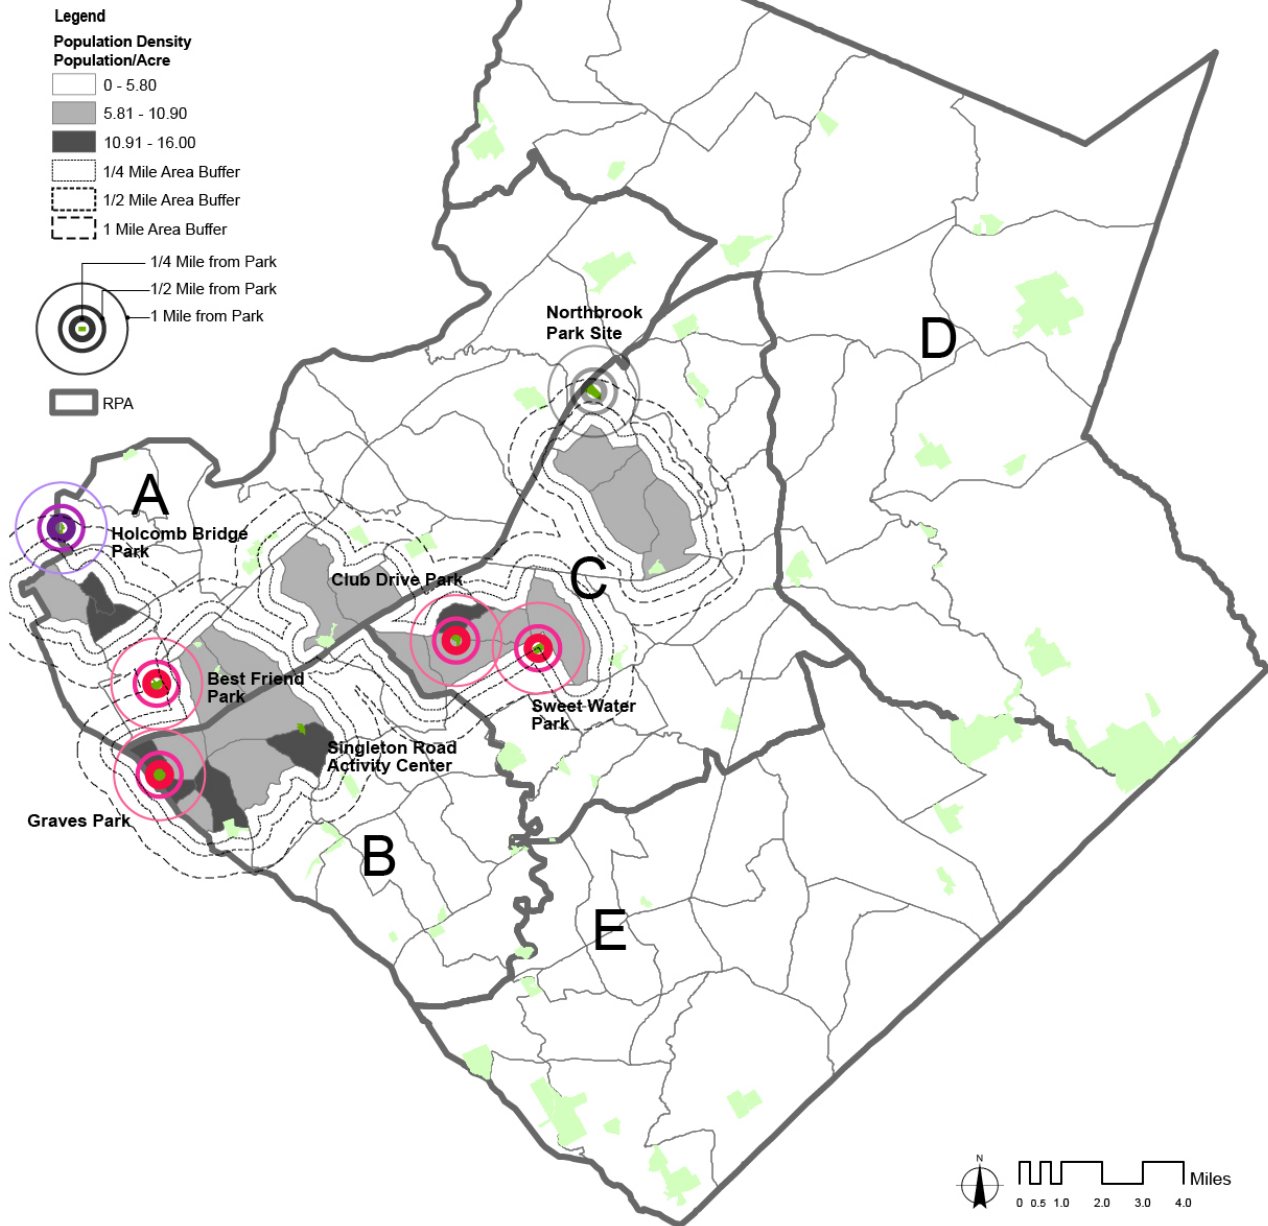 Legend
Population Density
Population/Acre
0 - 5.80
5.81 - 10.90
10.91 - 16.00
1/4 Mile Area Buffer
1/2 Mile Area Buffer
1 Mile Area Buffer
1/4 Mile from Park
1/2 Mile from Park
1 Mile from Park
RPA
Northbrook
Park Site
D
A
Holcomb Bridge
Park
Club Drive Park
C
Best Friend
Park
Sweet Water
Park
Singleton Road
Activity Center
Graves Park
B
E
N
Miles
0 0.5 1.0 2.0 3.0 4.0